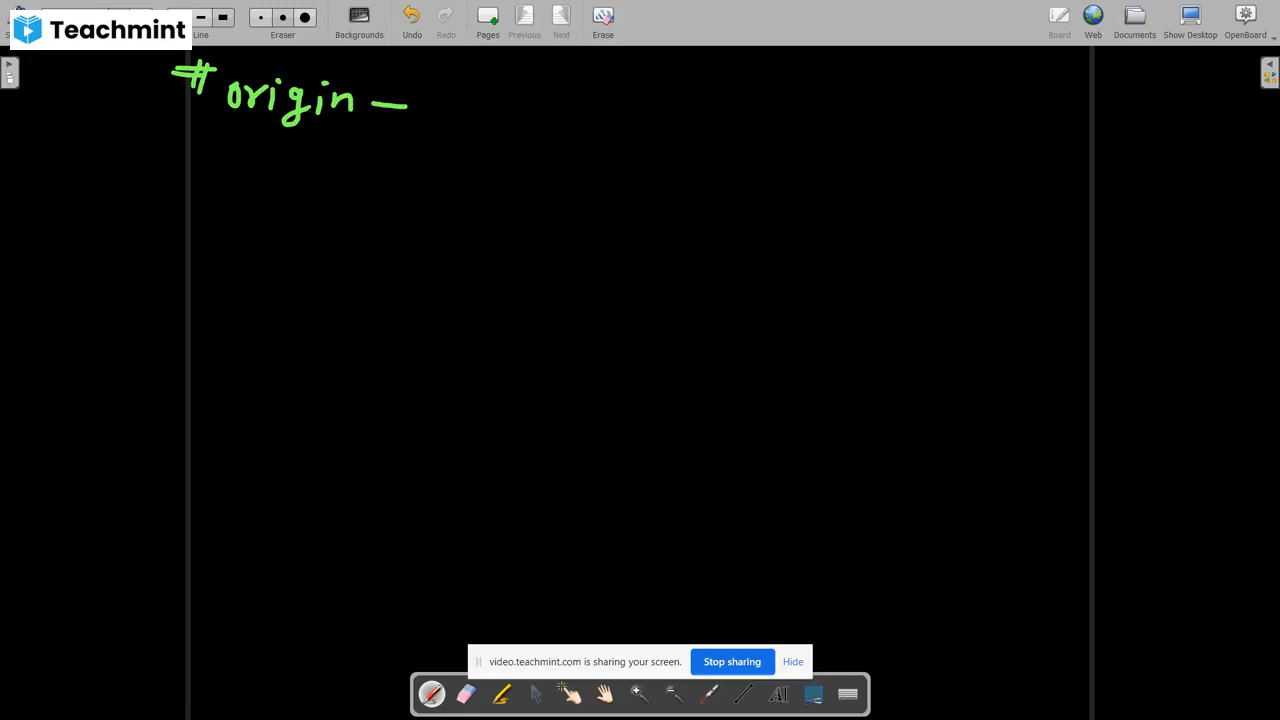 Teachmint
Line
Eraser
Backgrounds
Undo
Redo
Pages
Previous
Next
Erase
Board
Web
Documents
Show Desktop
OpenBoard
# origin —
video.teachmint.com is sharing your screen.
Stop sharing
Hide